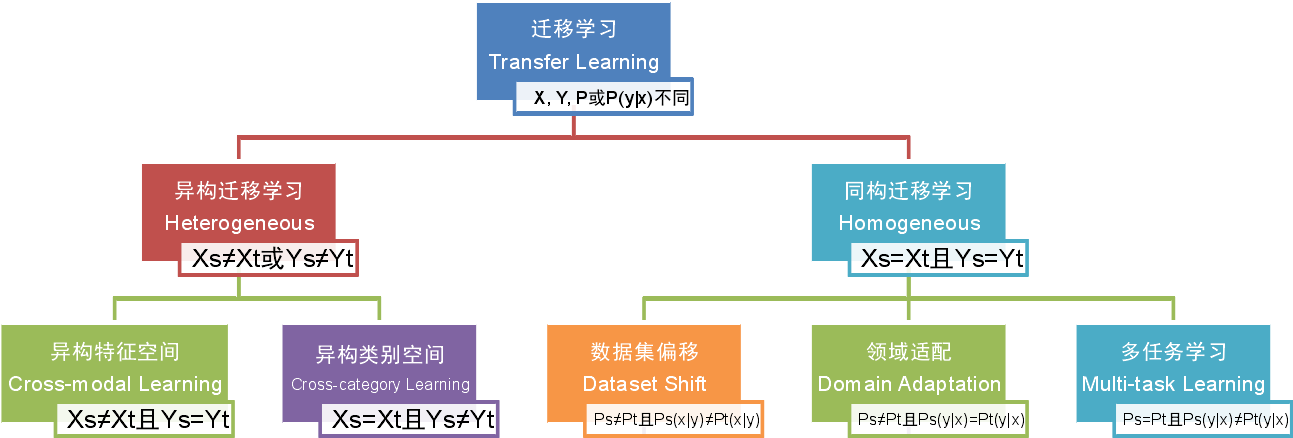 迁移学习
Transfer Learning
X, Y, P或P(y|x)不同
异构迁移学习
Heterogeneous
Xs≠Xt或Ys≠Yt
同构迁移学习
Homogeneous
Xs=Xt且Ys=Yt
异构特征空间
Cross-modal Learning
Xs≠Xt且Ys=Yt
异构类别空间
Cross-category Learning
Xs=Xt且Ys≠Yt
数据集偏移
Dataset Shift
Ps≠Pt且Ps(x|y)≠Pt(x|y)
领域适配
Domain Adaptation
Ps≠Pt且Ps(y|x)=Pt(y|x)
多任务学习
Multi-task Learning
Ps=Pt且Ps(y|x)≠Pt(y|x)